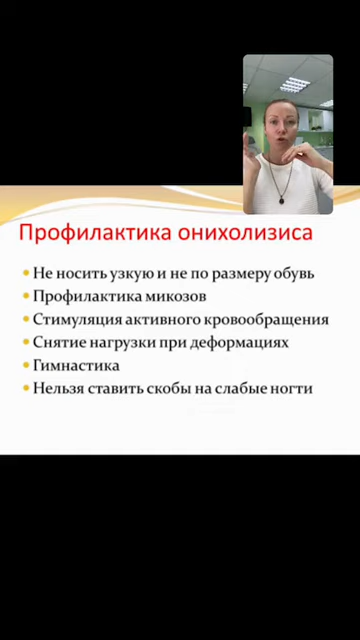 Профилактика онихолизиса
Не носить узкую и не по размеру обувь
Профилактика микозов
Стимуляция активного кровообращения
Снятие нагрузки при деформациях
Гимнастика
Нельзя ставить скобы на слабые ногти